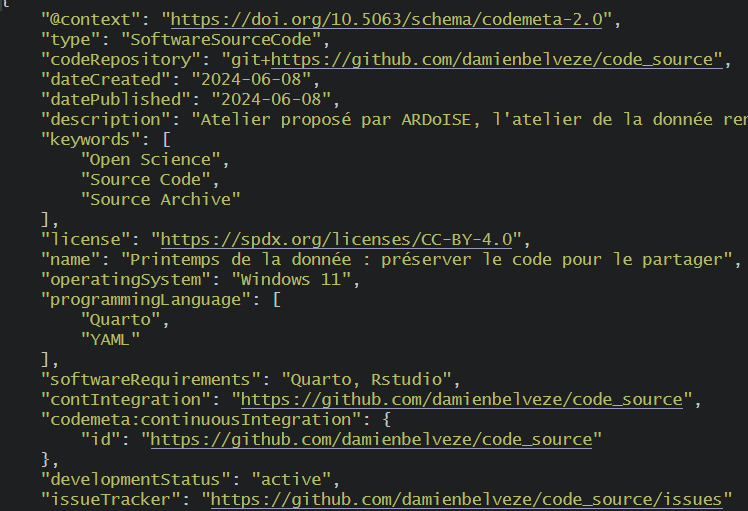 "@context": "https://doi.org/10.5063/schema/codemeta-2.0",
"type": "SoftwareSourceCode",
"codeRepository": "git+https://github.com/damienbelveze/code_source",
"dateCreated": "2024-06-08",
"datePublished": "2024-06-08",
"description": "Atelier proposé par ARDoISE, l'atelier de la donnée
"keywords": [
"Open Science",
"Source Code",
"Source Archive"
],
"license": "https://spdx.org/licenses/CC-BY-4.0",
"name": "Printemps de la donnée : préserver le code pour le partager",
"operatingSystem": "Windows 11",
"programmingLanguage": [
"Quarto",
"YAML"
],
"softwareRequirements": "Quarto, Rstudio",
"contIntegration": "https://github.com/damienbelveze/code_source",
"codemeta:continuousIntegration": {
"id": "https://github.com/damienbelveze/code_source"
},
"developmentStatus": "active",
"issueTracker": "https://github.com/damienbelveze/code_source/issues"